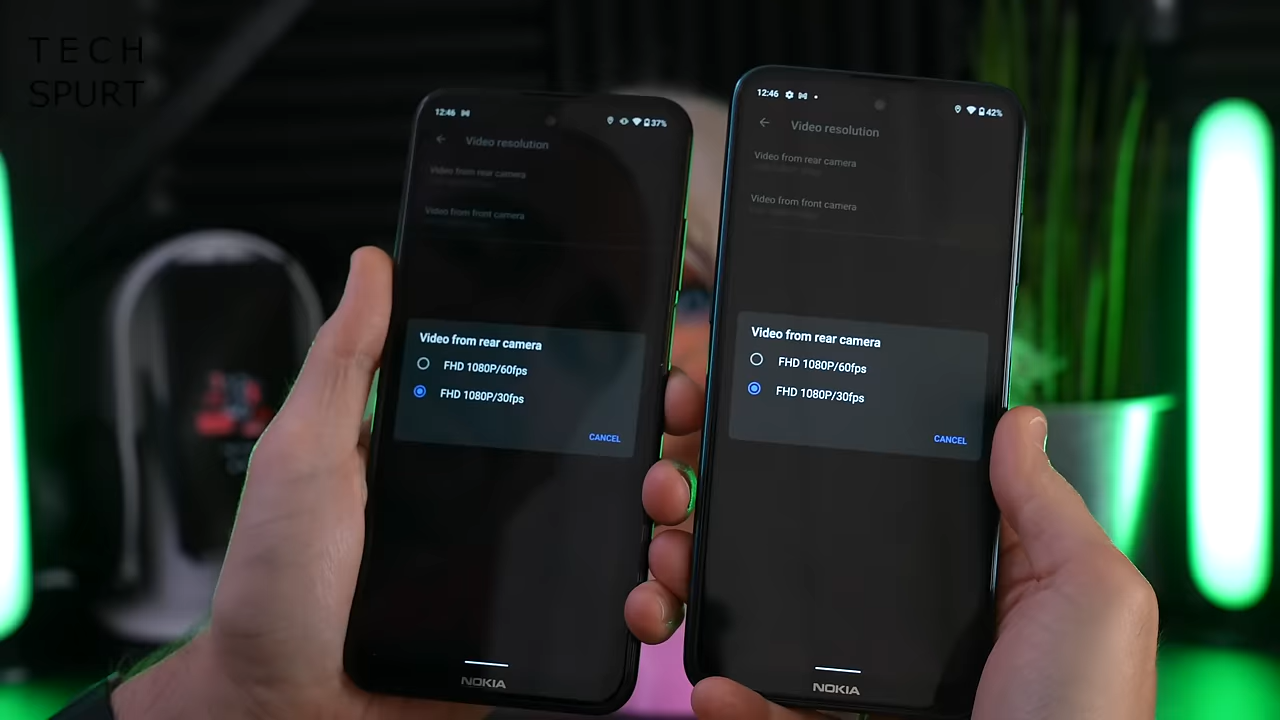 TECH
SPURT
12:46
37%
Video resolution
Video from rear camera
Video from front camera
Video from rear camera
FHD 1080P/60fps
FHD 1080P/30fps
CANCEL
NOKIA
12:46
42%
Video resolution
Video from rear camera
Video from front camera
Video from rear camera
FHD 1080P/60fps
FHD 1080P/30fps
CANCEL
NOKIA